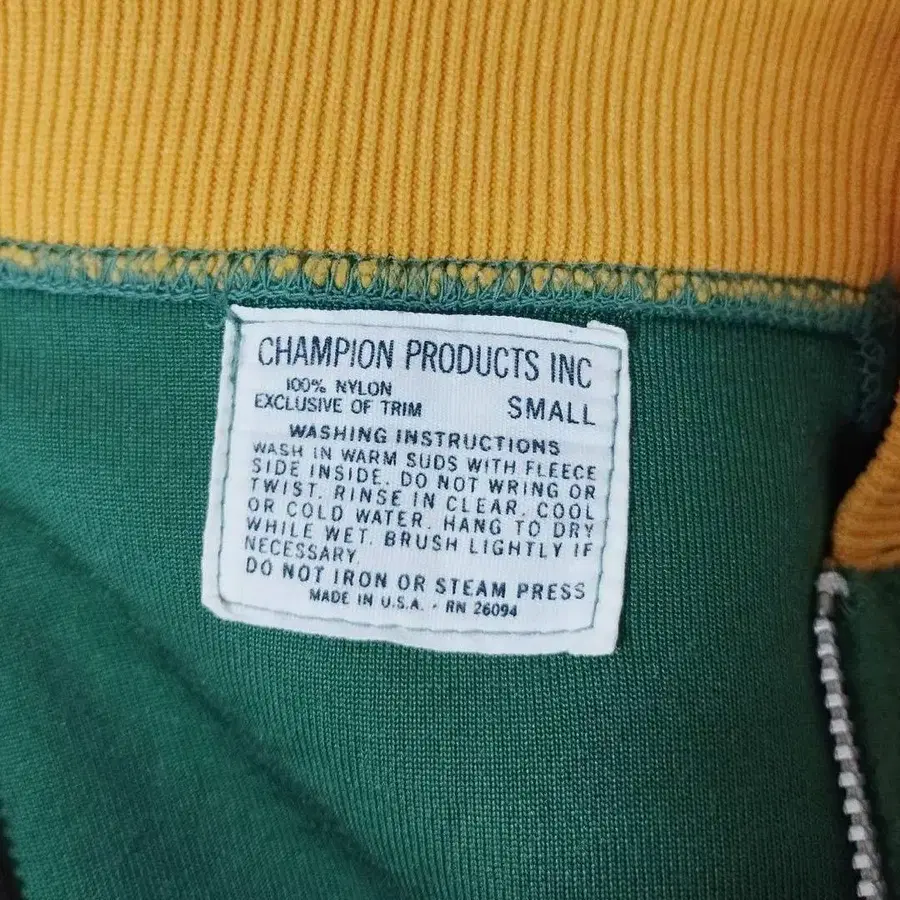 CHAMPION PRODUCTS INC
100% NYLON
EXCLUSIVE OF TRIM SMALL
WASHING INSTRUCTIONS
WASH IN WARM SUDS WITH FLEECE
SIDE INSIDE. DO NOT WRING OR
TWIST. RINSE IN CLEAR. COOL
OR COLD WATER. HANG TO DRY
WHILE WET. BRUSH LIGHTLY IF
NECESSARY.
DO NOT IRON OR STEAM PRESS
MADE IN U.S.A. - RN 26094